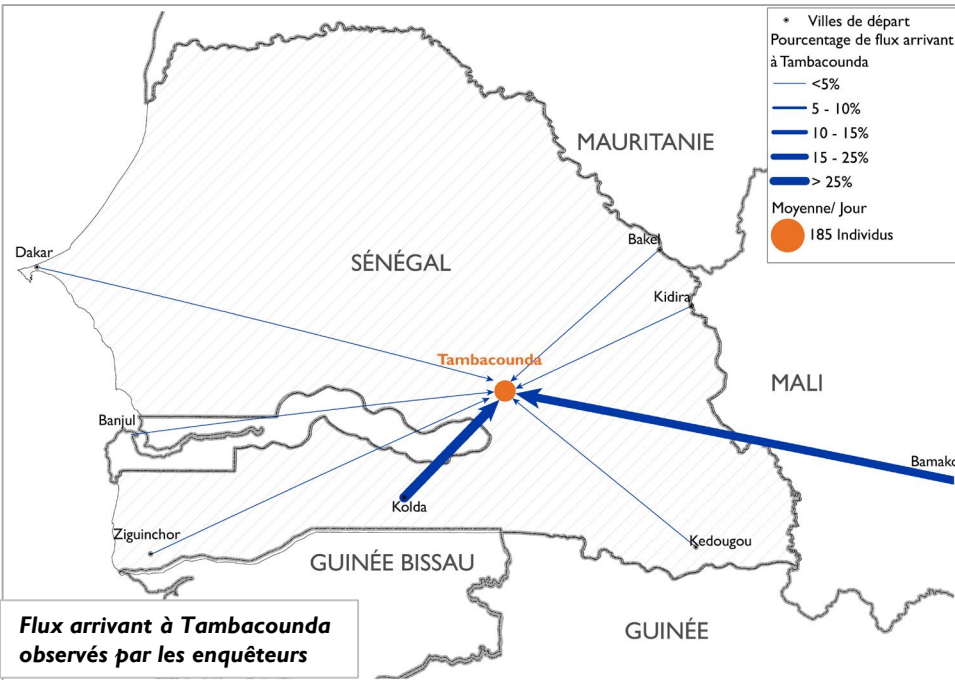 Villes de départ
Pourcentage de flux arrivant
à Tambacounda
<5%
5 - 10%
10 - 15%
15 - 25%
> 25%
Moyenne/ Jour
185 Individus
MAURITANIE
Dakar
SÉNÉGAL
Bakel
Kidira
Tambacounda
MALI
Banjul
Bamako
Kolda
Ziguinchor
Kedougou
GUINÉE BISSAU
GUINÉE
Flux arrivant à Tambacounda
observés par les enquêteurs